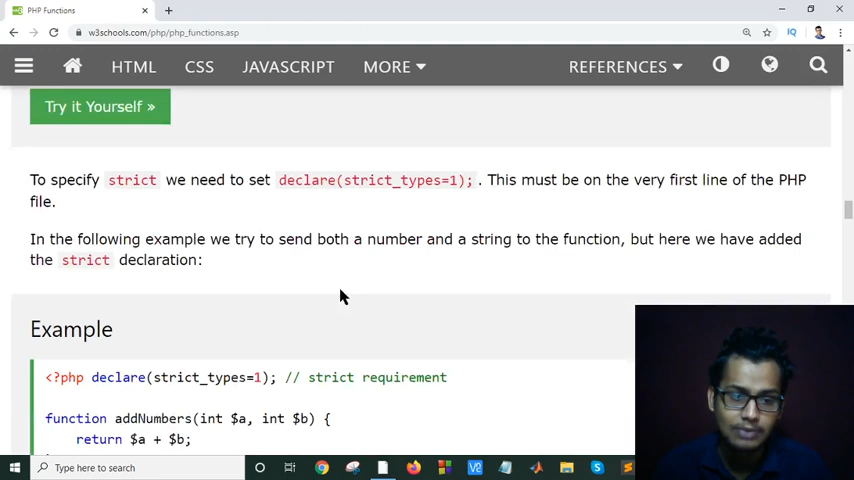 PHP Functions
w3schools.com/php/php_functions.asp
HTML CSS JAVASCRIPT MORE REFERENCES
Try it Yourself »
To specify strict we need to set declare(strict_types=1);. This must be on the very first line of the PHP
file.
In the following example we try to send both a number and a string to the function, but here we have added
the strict declaration:
Example
<?php declare(strict_types=1); // strict requirement
function addNumbers(int $a, int $b) {
return $a + $b;
Type here to search